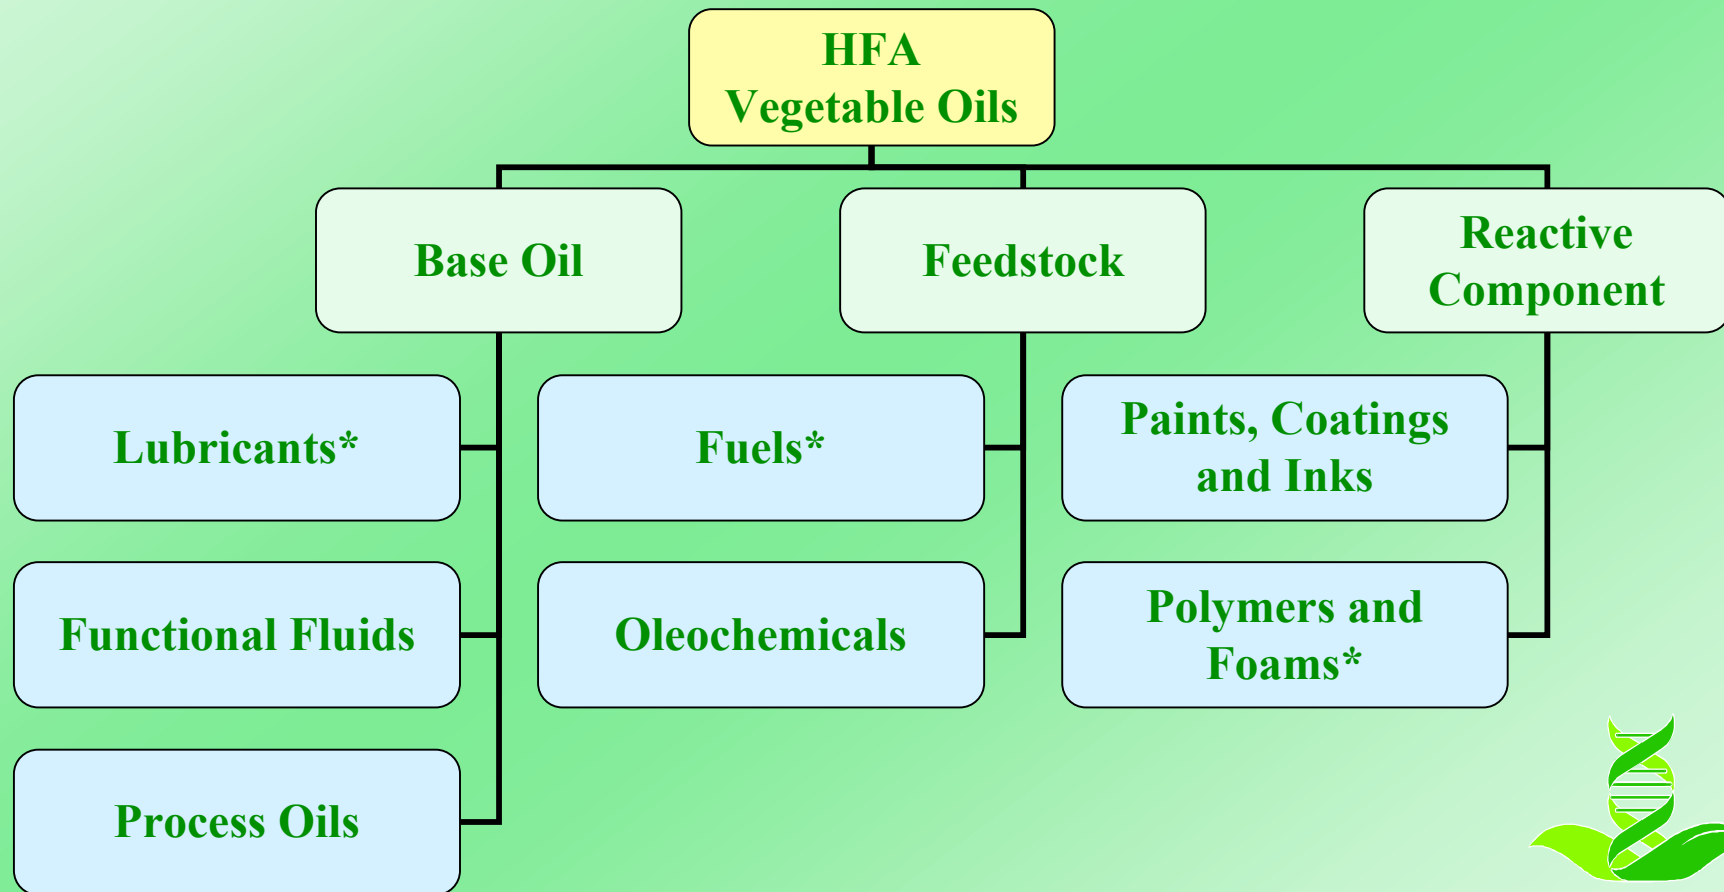 HFA
Vegetable Oils
Base Oil
Feedstock
Reactive
Component
Lubricants*
Fuels*
Paints, Coatings
and Inks
Functional Fluids
Oleochemicals
Polymers and
Foams*
Process Oils